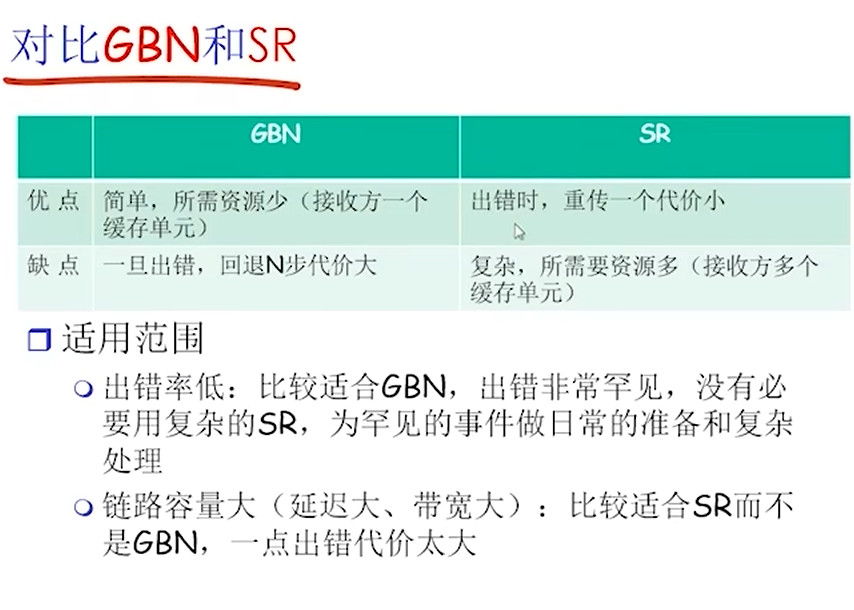 对比GBN和SR
GBN
SR
优 点
简单，所需资源少（接收方一个
缓存单元）
出错时，重传一个代价小
缺 点
一旦出错，回退N步代价大
复杂，所需要资源多（接收方多个
缓存单元）
适用范围
出错率低：比较适合GBN，出错非常罕见，没有必
要用复杂的SR，为罕见的事件做日常的准备和复杂
处理
链路容量大（延迟大、带宽大）：比较适合SR而不
是GBN，一点出错代价太大